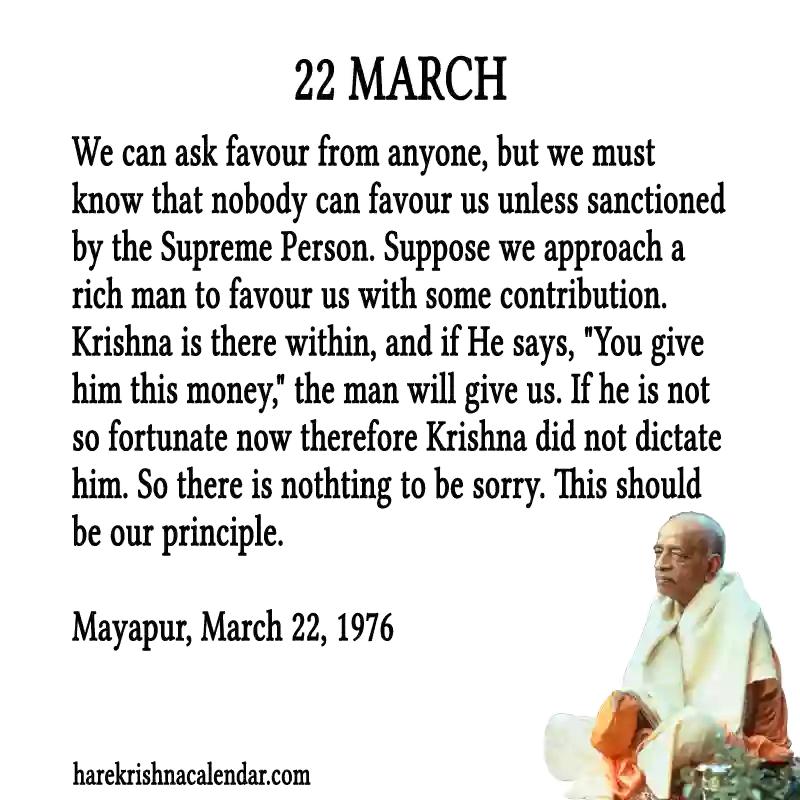 22 MARCH
We can ask favour from anyone, but we must
know that nobody can favour us unless sanctioned
by the Supreme Person. Suppose we approach a
rich man to favour us with some contribution.
Krishna is there within, and if He says, "You give
him this money," the man will give us. If he is not
so fortunate now therefore Krishna did not dictate
him. So there is nothting to be sorry. This should
be our principle.
Mayapur, March 22, 1976
harekrishnacalendar.com